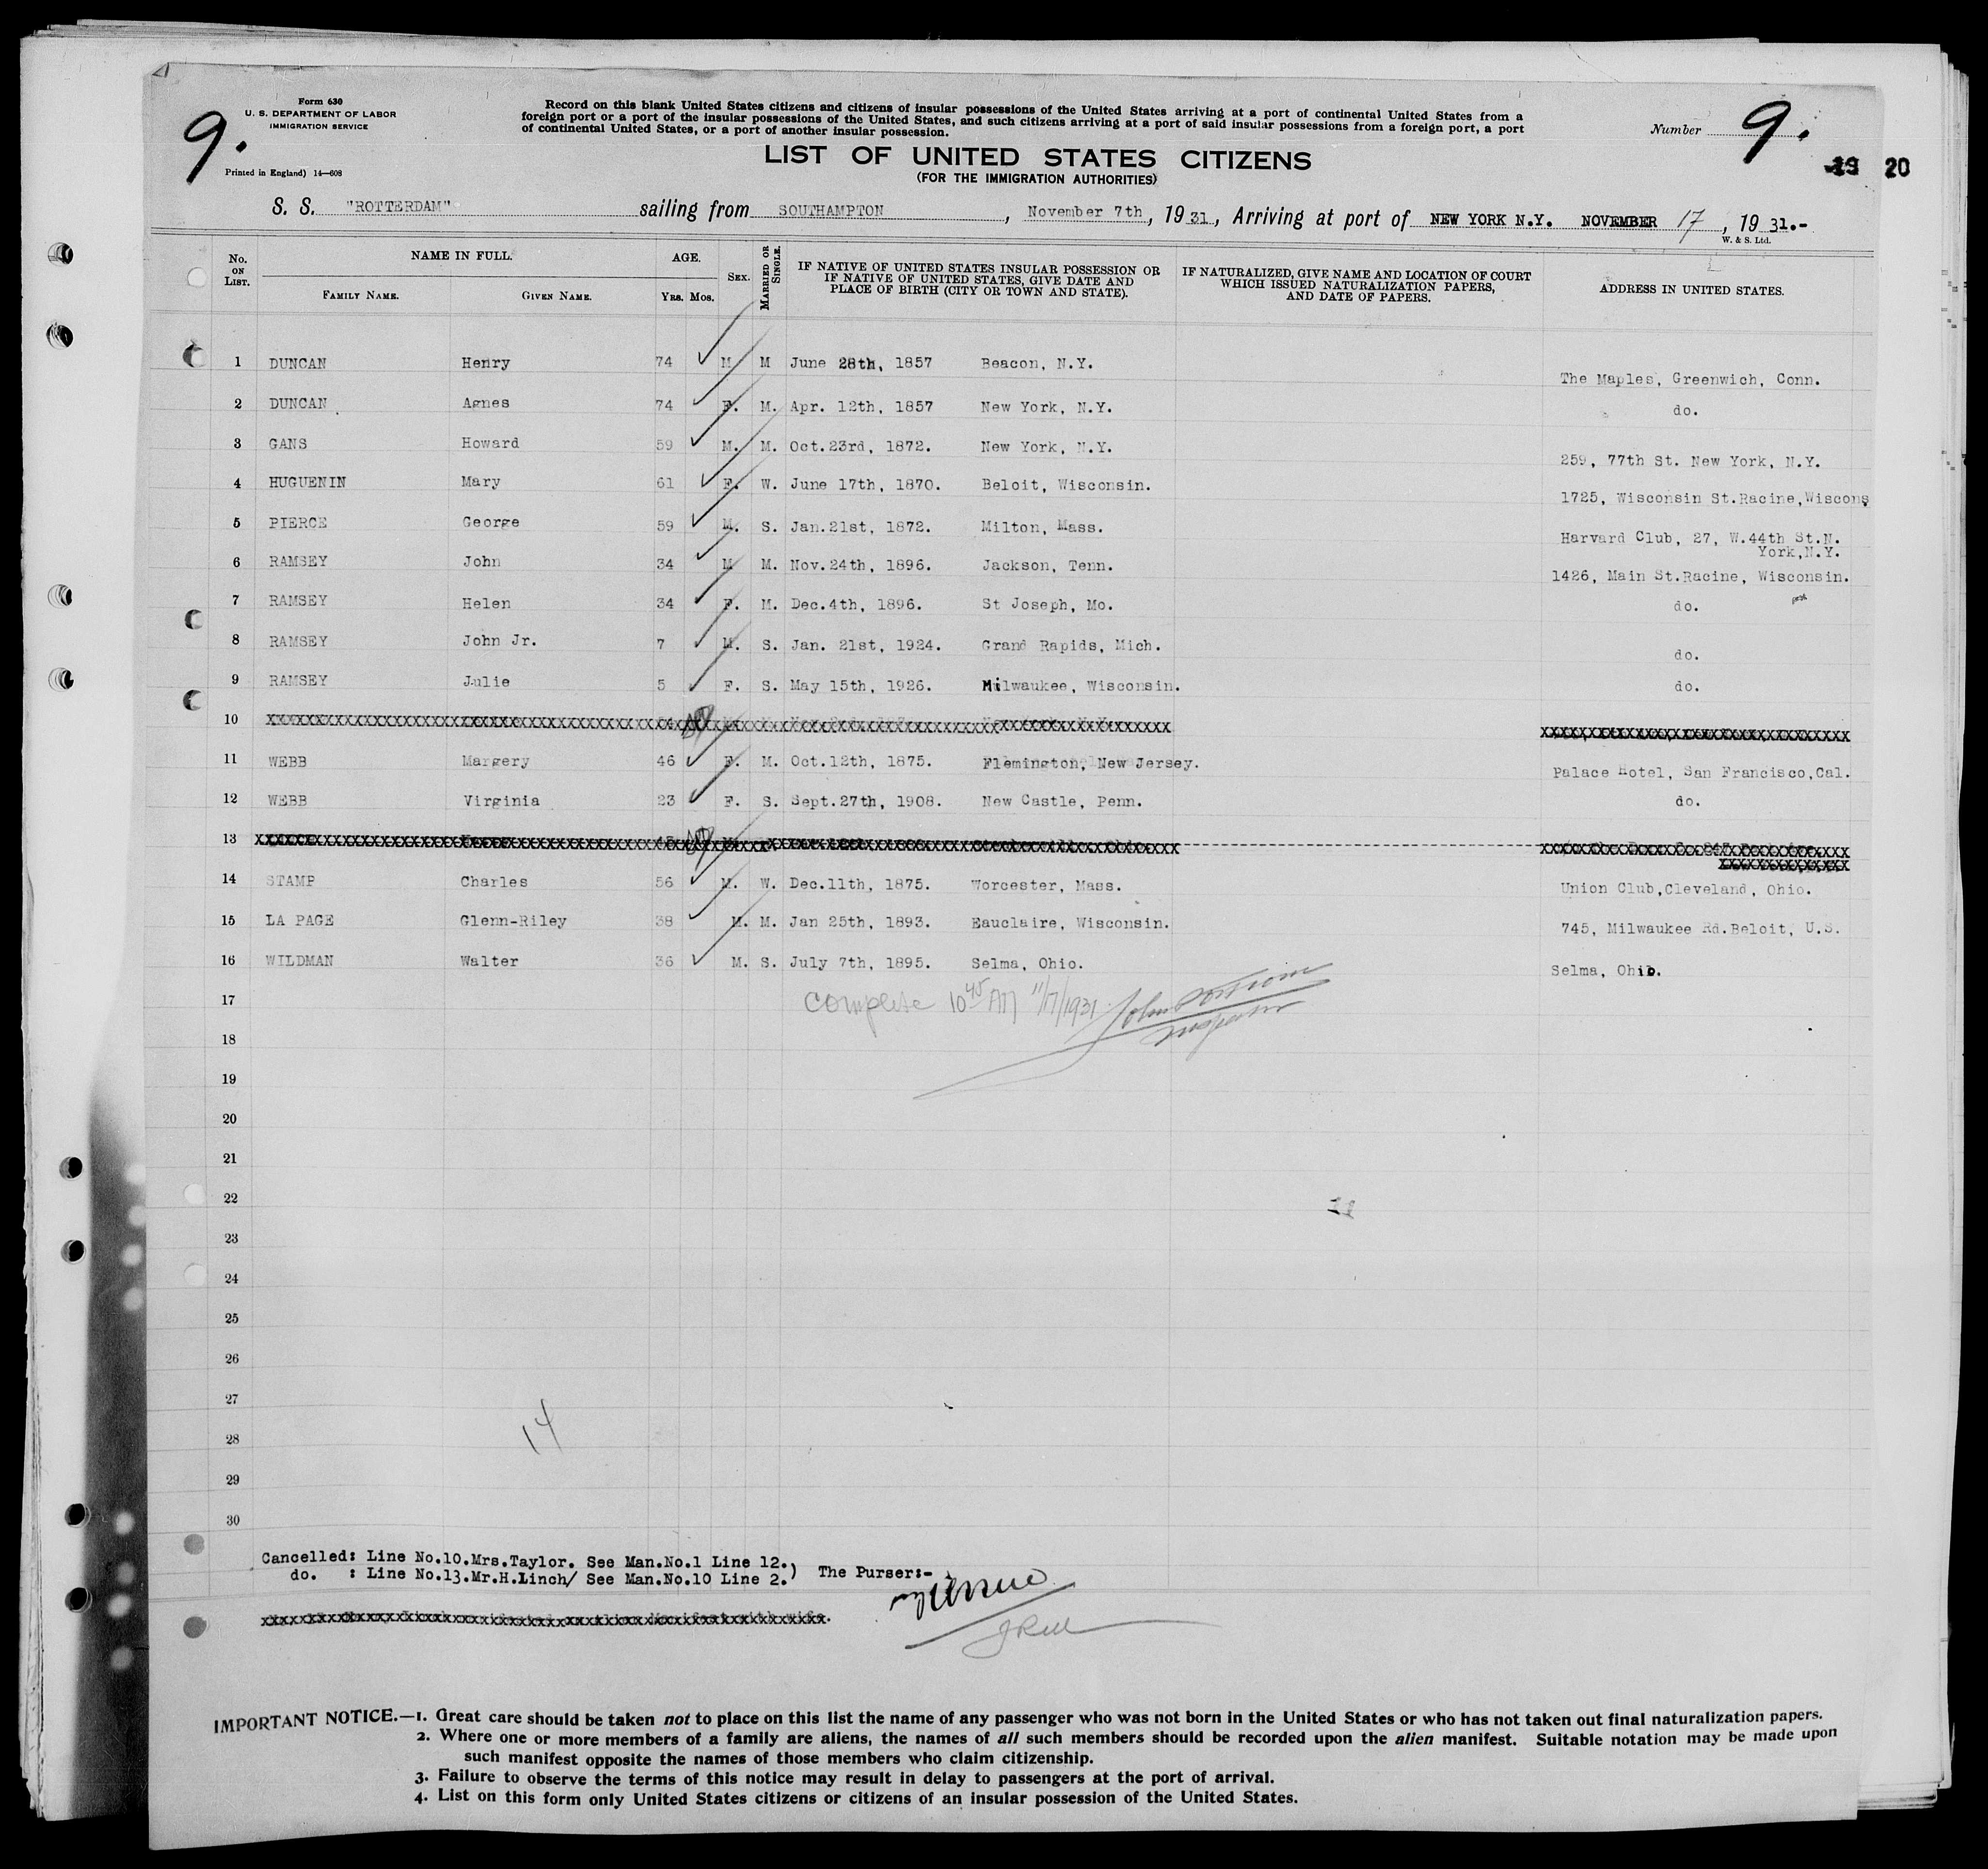 Form 630
U. S. DEPARTMENT OF LABOR
IMMIGRATION SERVICE
Printed in England) 14—608
9.
Record on this blank United States citizens and citizens of insular possessions of the United States arriving at a port of continental United States from a
foreign port or a port of the insular possessions of the United States, and such citizens arriving at a port of said insular possessions from a foreign port, a port
of continental United States, or a port of another insular possession.
Number 9.
LIST OF UNITED STATES CITIZENS
(FOR THE IMMIGRATION AUTHORITIES)
19 20
S. S. "ROTTERDAM" sailing from SOUTHAMPTON, November 7th, 1931, Arriving at port of NEW YORK N.Y. NOVEMBER 17, 1931.-
W. & S. Ltd.
No. ON LIST. NAME IN FULL. FAMILY NAME. GIVEN NAME. AGE. YRS. MOS. SEX. MARRIED OR SINGLE. IF NATIVE OF UNITED STATES INSULAR POSSESSION OR IF NATIVE OF UNITED STATES, GIVE DATE AND PLACE OF BIRTH (CITY OR TOWN AND STATE). IF NATURALIZED, GIVE NAME AND LOCATION OF COURT WHICH ISSUED NATURALIZATION PAPERS, AND DATE OF PAPERS. ADDRESS IN UNITED STATES.
1 DUNCAN Henry 74 M M June 28th, 1857 Beacon, N.Y. The Maples, Greenwich, Conn.
2 DUNCAN Agnes 74 F. M. Apr. 12th, 1857 New York, N.Y. do.
3 GANS Howard 59 M. M. Oct.23rd, 1872. New York, N.Y. 259, 77th St. New York, N.Y.
4 HUGUENIN Mary 61 F. W. June 17th, 1870. Beloit, Wisconsin. 1725, Wisconsin St.Racine,Wiscons
5 PIERCE George 59 M. S. Jan.21st, 1872. Milton, Mass. Harvard Club, 27, W.44th St.N.
York,N.Y.
6 RAMSEY John 34 M M. Nov.24th, 1896. Jackson, Tenn. 1426, Main St.Racine, Wisconsin.
7 RAMSEY Helen 34 F. M. Dec.4th, 1896. St Joseph, Mo. do.
8 RAMSEY John Jr. 7 M. S. Jan. 21st, 1924. Grand Rapids, Mich. do.
9 RAMSEY Julie 5 F. S. May 15th, 1926. Milwaukee, Wisconsin. do.
10
11 WEBB Margery 46 F. M. Oct.12th, 1875. Flemington, New Jersey. Palace Hotel, San Francisco,Cal.
12 WEBB Virginia 23 F. S. Sept.27th, 1908. New Castle, Penn. do.
13
14 STAMP Charles 56 M. W. Dec.11th, 1875. Worcester, Mass. Union Club,Cleveland, Ohio.
15 LA PAGE Glenn-Riley 38 M. M. Jan 25th, 1893. Eauclaire, Wisconsin. 745, Milwaukee Rd.Beloit, U.S.
16 WILDMAN Walter 36 M. S. July 7th, 1895. Selma, Ohio. Selma, Ohio.
17 Complete 10 45 AM 11/17/1931
18
19
20
21
22
23
24
25
26
27
28 14
29
30
Cancelled: Line No.10.Mrs.Taylor. See Man.No.1 Line 12.)
do. : Line No.13.Mr.H.Linch/ See Man.No.10 Line 2.) The Purser:-
IMPORTANT NOTICE.—1. Great care should be taken not to place on this list the name of any passenger who was not born in the United States or who has not taken out final naturalization papers.
2. Where one or more members of a family are aliens, the names of all such members should be recorded upon the alien manifest. Suitable notation may be made upon
such manifest opposite the names of those members who claim citizenship.
3. Failure to observe the terms of this notice may result in delay to passengers at the port of arrival.
4. List on this form only United States citizens or citizens of an insular possession of the United States.